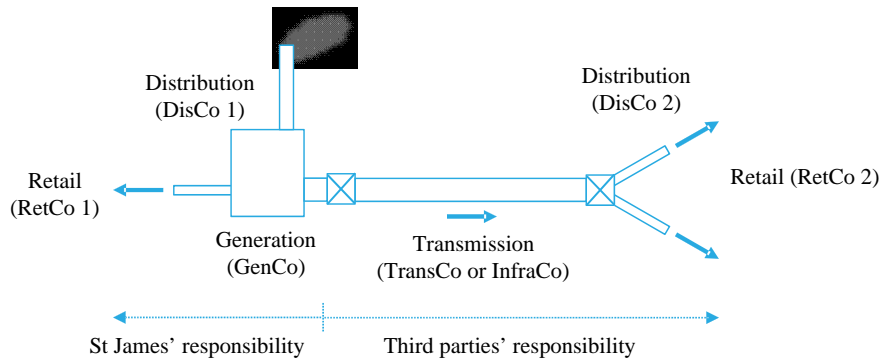 Distribution
(DisCo 1)
Distribution
(DisCo 2)
Retail
(RetCo 1)
Retail (RetCo 2)
Generation
(GenCo)
Transmission
(TransCo or InfraCo)
St James’ responsibility
Third parties’ responsibility